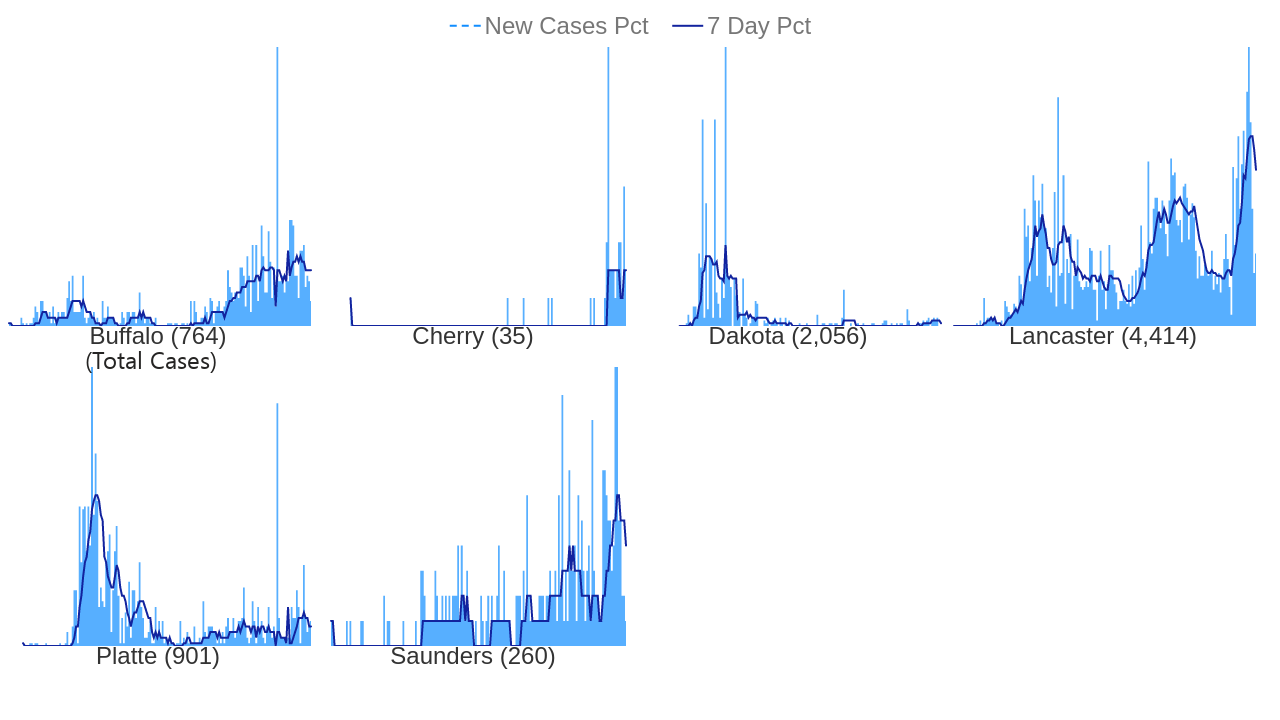 New Cases Pct 7 Day Pct
Buffalo (764) Cherry (35) Dakota (2,056) Lancaster (4,414)
(Total Cases)
Platte (901) Saunders (260)